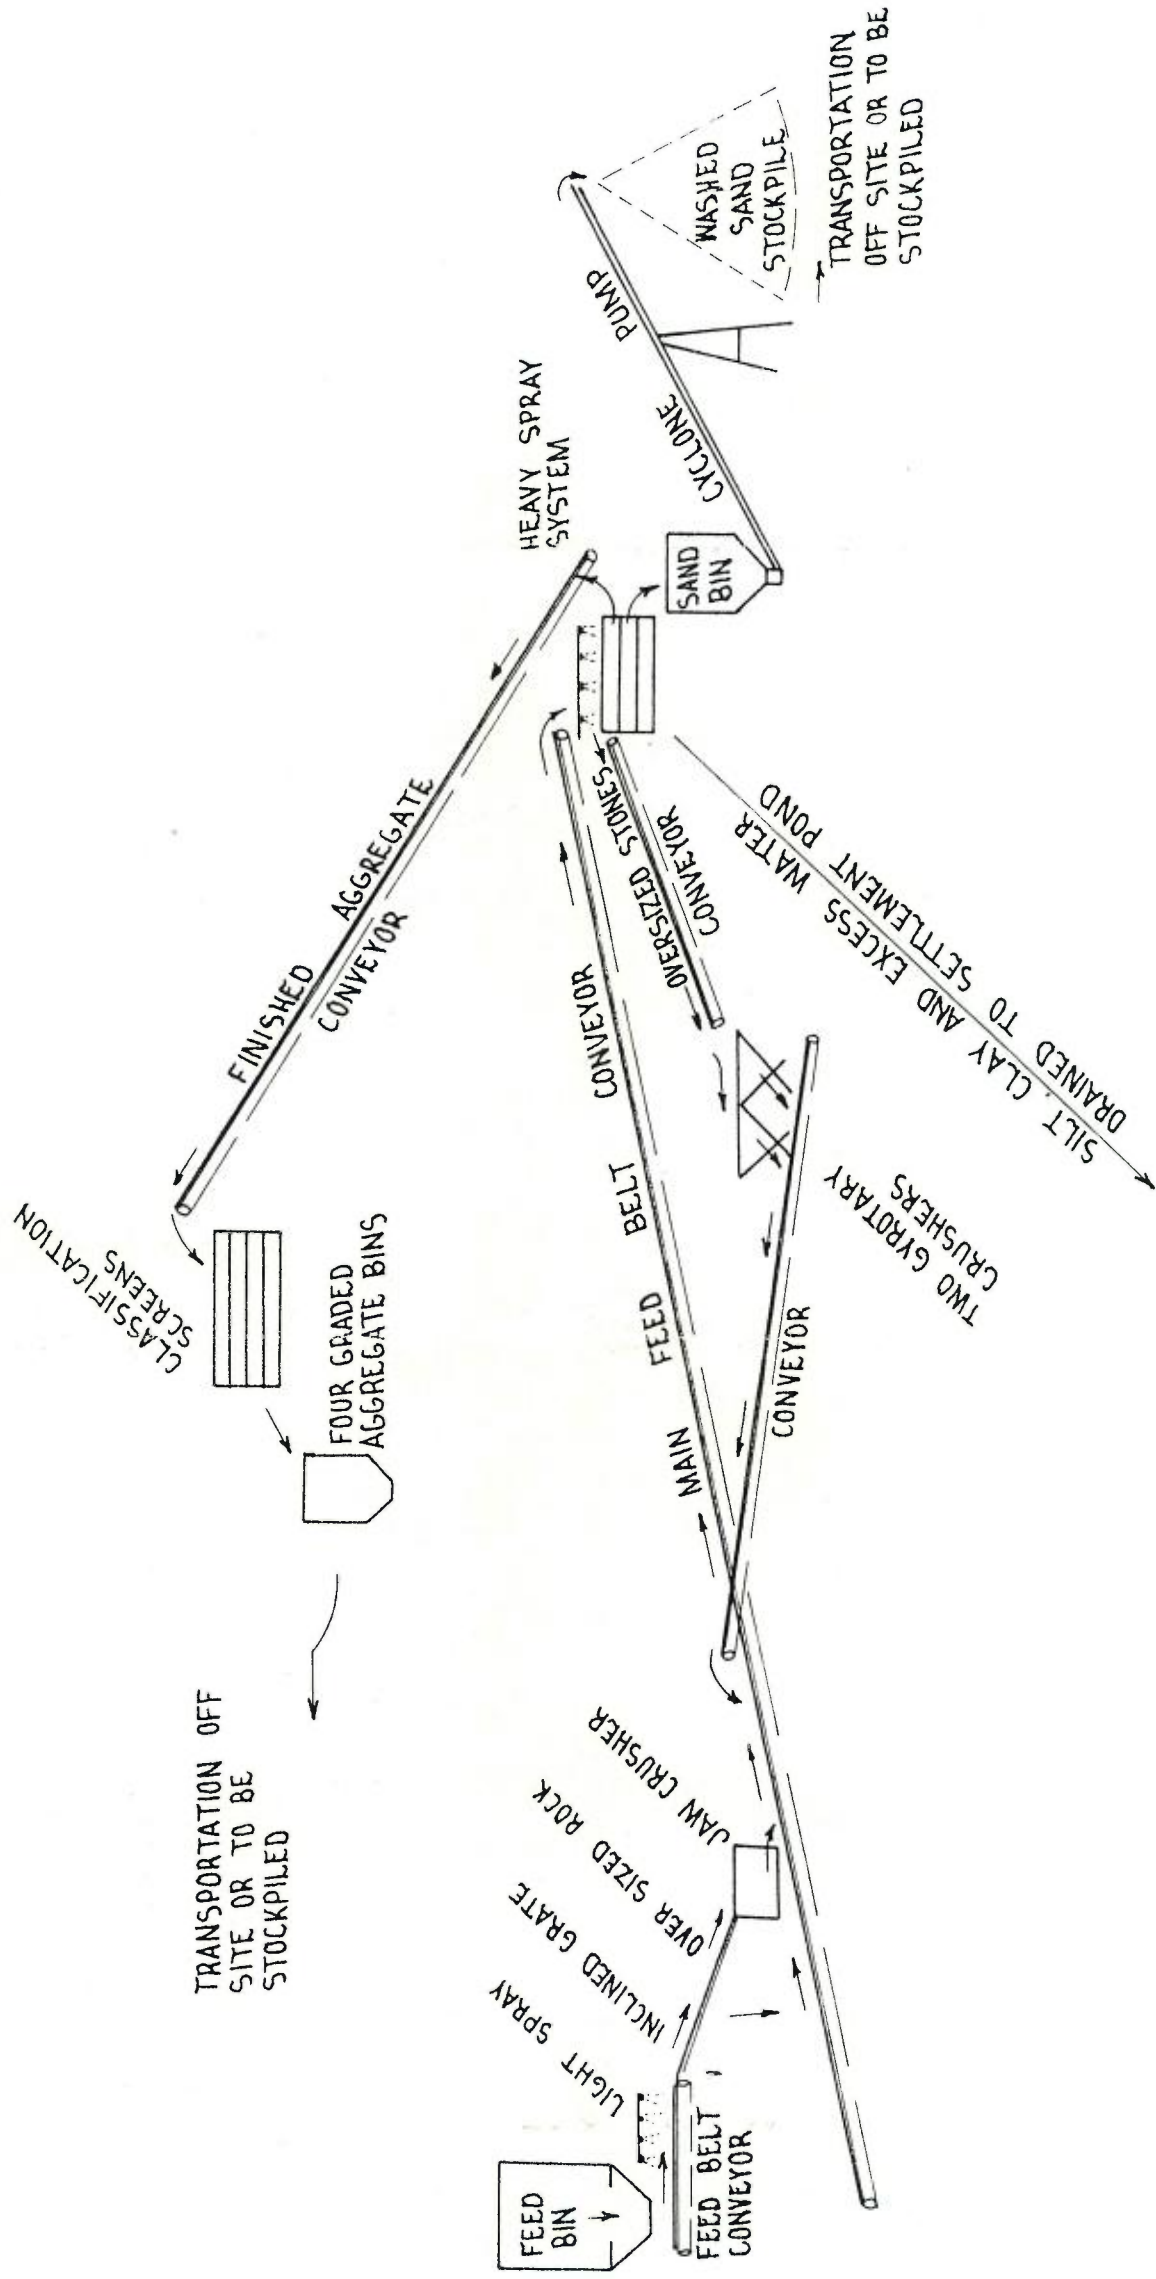 TRANSPORTATION OFF
SITE OR TO BE
STOCKPILED
CLASSIFICATION
SCREENS
FOUR GRADED
AGGREGATE BINS
FINISHED AGGREGATE
CONVEYOR
HEAVY SPRAY
SYSTEM
FEED
BIN
LIGHT SPRAY
INCLINED GRATE
OVER SIZED ROCK
JAW CRUSHER
FEED BELT
CONVEYOR
MAIN FEED BELT CONVEYOR
OVERSIZED STONES
CONVEYOR
CONVEYOR
TWO GYROTARY
CRUSHERS
SAND
BIN
CYCLONE PUMP
WASHED
SAND
STOCKPILE
TRANSPORTATION
OFF SITE OR TO BE
STOCKPILED
SILT CLAY AND EXCESS WATER
DRAINED TO SETTLEMENT POND